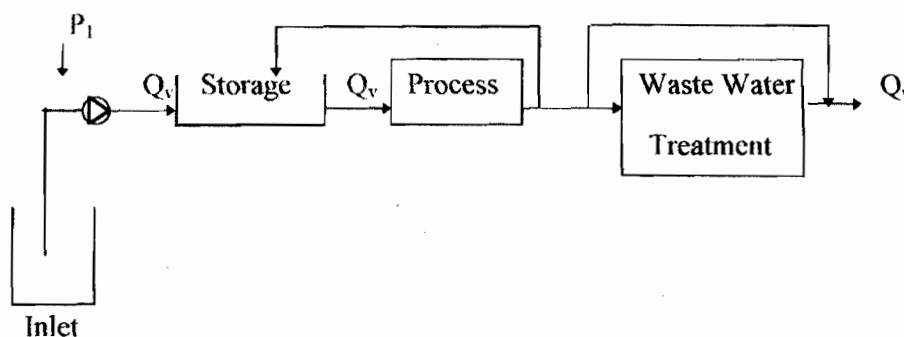 P₁
Qᵥ
Storage
Qᵥ
Process
Waste Water
Treatment
Qᵥ
Inlet